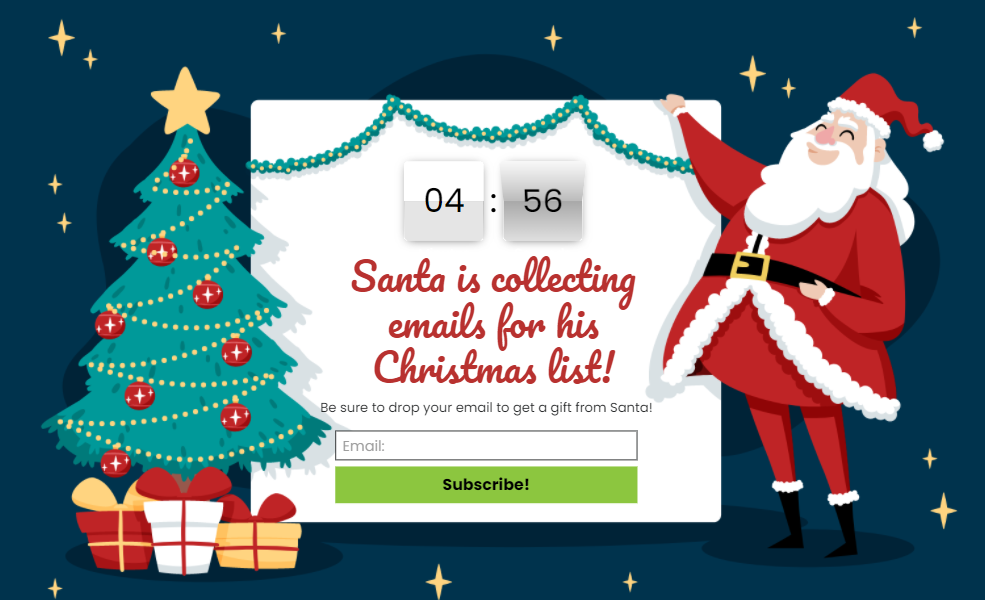 04 : 56
Santa is collecting
emails for his
Christmas list!
Be sure to drop your email to get a gift from Santa!
Email:
Subscribe!